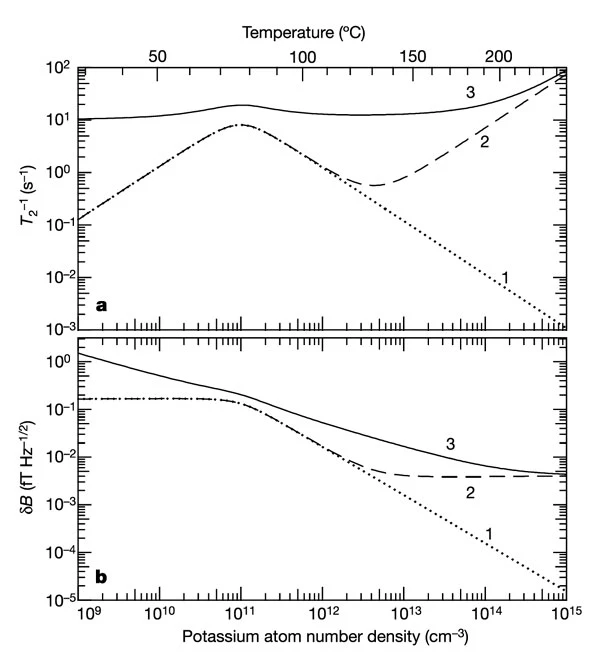 Temperature (ºC)
50 100 150 200
10² 
10¹
10⁰
10⁻¹
10⁻²
10⁻³
T₂⁻¹ (s⁻¹)
3
2
1
a
10⁰
10⁻¹
10⁻²
10⁻³
10⁻⁴
10⁻⁵
δB (fT Hz⁻¹/²)
3
2
1
b
10⁹ 10¹⁰ 10¹¹ 10¹² 10¹³ 10¹⁴ 10¹⁵
Potassium atom number density (cm⁻³)